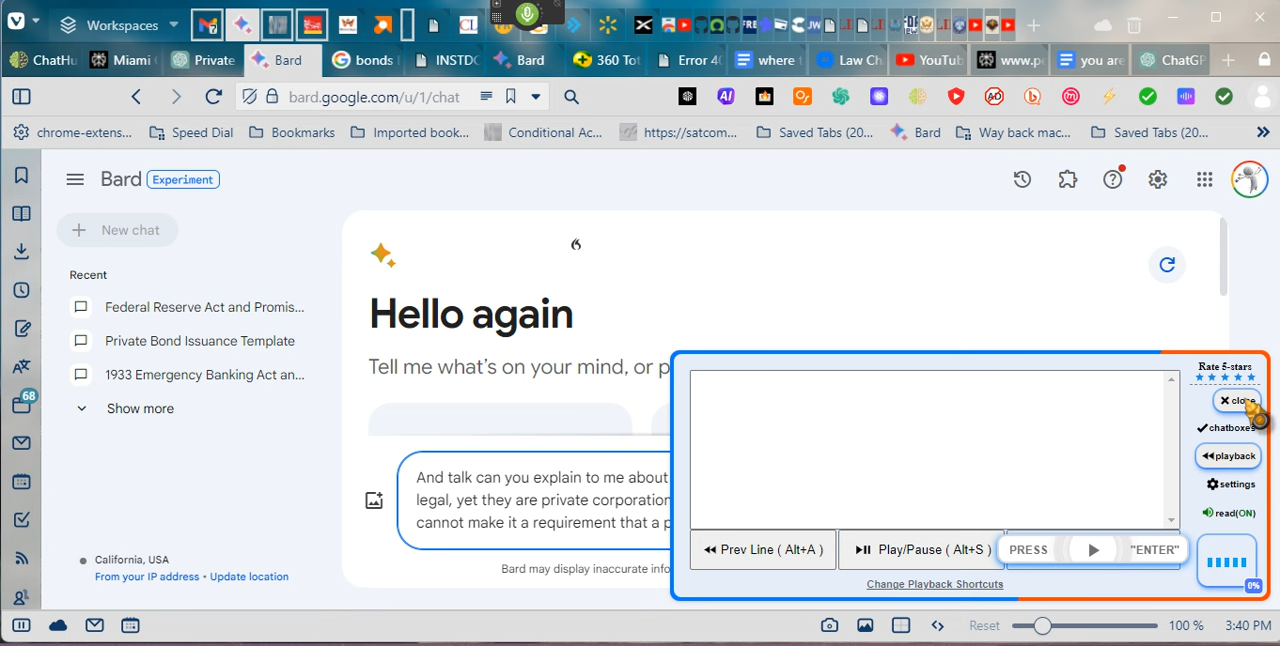 Workspaces
ChatHu
Miami
Private
Bard
bonds
INSTDC
Bard
360 Tot
Error 4
where t
Law Ch
YouTub
www.p
you are
ChatGP
bard.google.com/u/1/chat
chrome-extens...
Speed Dial
Bookmarks
Imported book...
Conditional Ac...
https://satcom...
Saved Tabs (20...
Bard
Way back mac...
Saved Tabs (20...
Bard Experiment
New chat
Recent
Federal Reserve Act and Promis...
Private Bond Issuance Template
1933 Emergency Banking Act an...
Show more
California, USA
From your IP address • Update location
Hello again
Tell me what's on your mind, or p
And talk can you explain to me about
legal, yet they are private corporation
cannot make it a requirement that a p
Bard may display inaccurate info
Rate 5-stars
close
chatboxes
playback
settings
read(ON)
0%
Prev Line ( Alt+A )
Play/Pause ( Alt+S )
PRESS
"ENTER"
Change Playback Shortcuts
68
Reset
100 %
3:40 PM